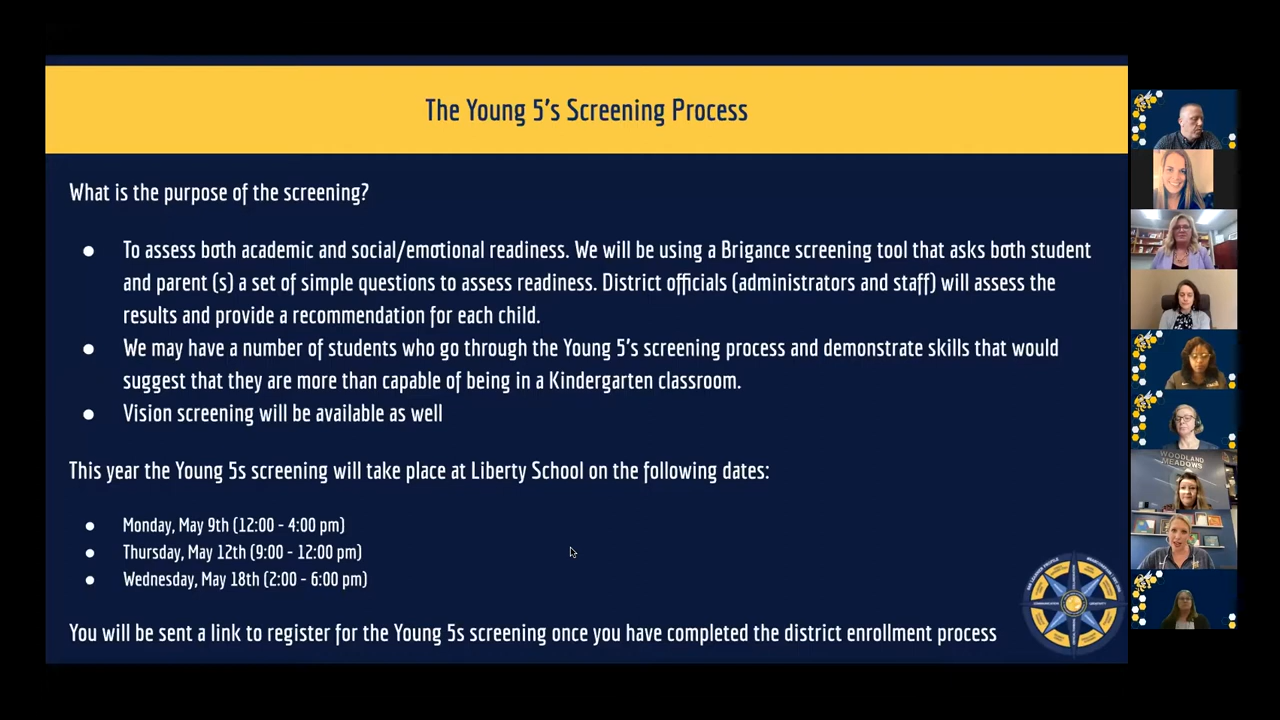 The Young 5's Screening Process
What is the purpose of the screening?
● To assess both academic and social/emotional readiness. We will be using a Brigance screening tool that asks both student
and parent (s) a set of simple questions to assess readiness. District officials (administrators and staff) will assess the
results and provide a recommendation for each child.
● We may have a number of students who go through the Young 5's screening process and demonstrate skills that would
suggest that they are more than capable of being in a Kindergarten classroom.
● Vision screening will be available as well
This year the Young 5s screening will take place at Liberty School on the following dates:
● Monday, May 9th (12:00 - 4:00 pm)
● Thursday, May 12th (9:00 - 12:00 pm)
● Wednesday, May 18th (2:00 - 6:00 pm)
You will be sent a link to register for the Young 5s screening once you have completed the district enrollment process
WOODLAND
MEADOWS